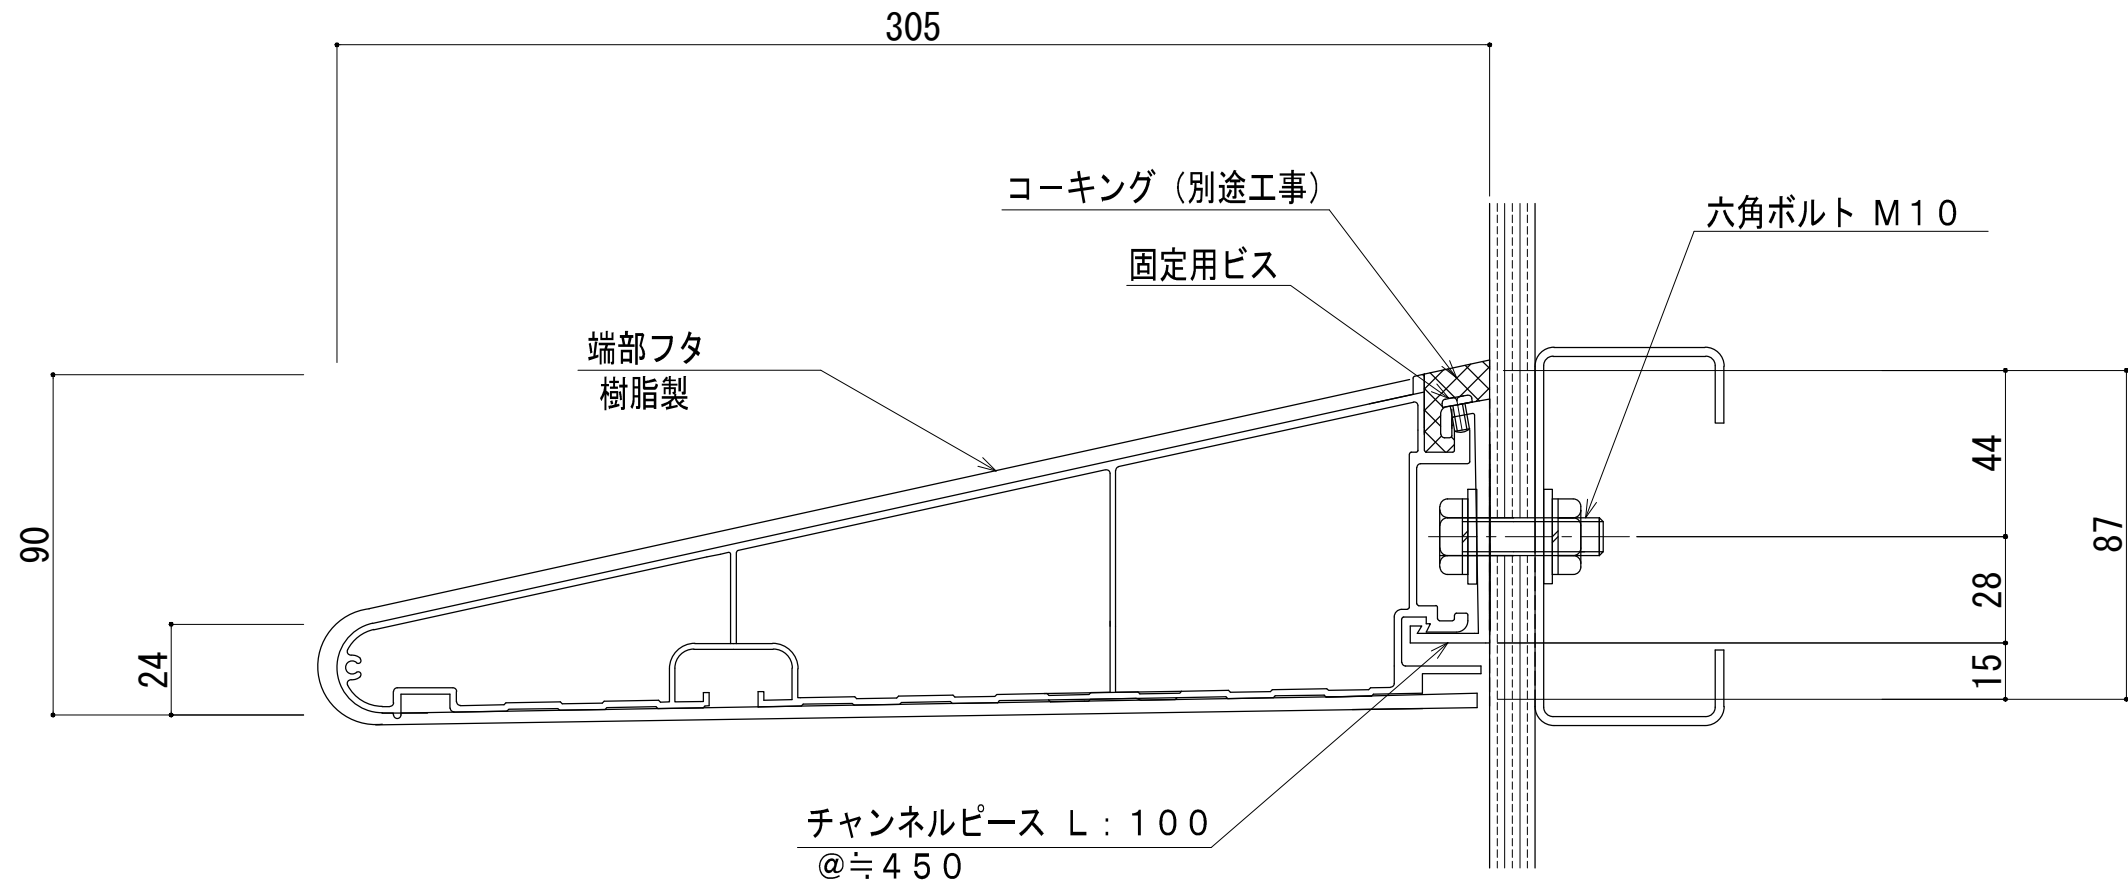 305
コーキング（別途工事）
六角ボルト Ｍ１０
固定用ビス
端部フタ
樹脂製
44
90
87
28
24
15
チャンネルピース Ｌ：１００
@≒４５０